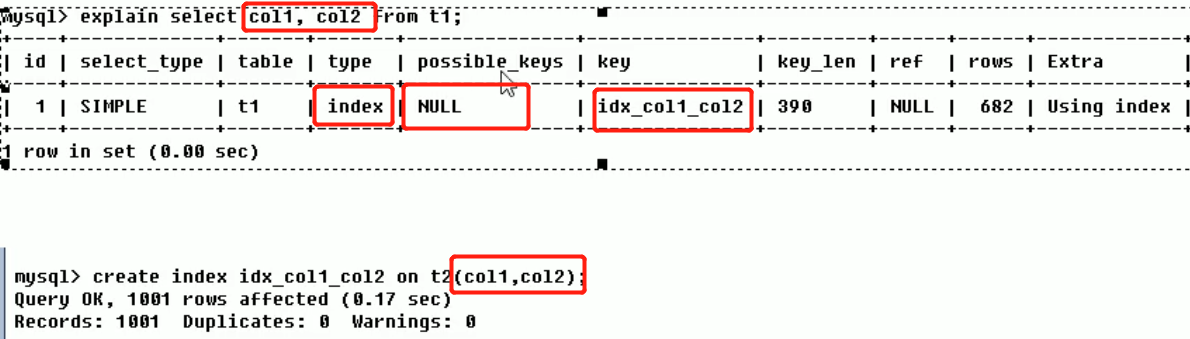 mysql> explain select col1, col2 from t1;
| id | select_type | table | type | possible_keys | key | key_len | ref | rows | Extra |
| 1 | SIMPLE | t1 | index | NULL | idx_col1_col2 | 390 | NULL | 682 | Using index |
1 row in set (0.00 sec)
mysql> create index idx_col1_col2 on t2(col1,col2);
Query OK, 1001 rows affected (0.17 sec)
Records: 1001  Duplicates: 0  Warnings: 0